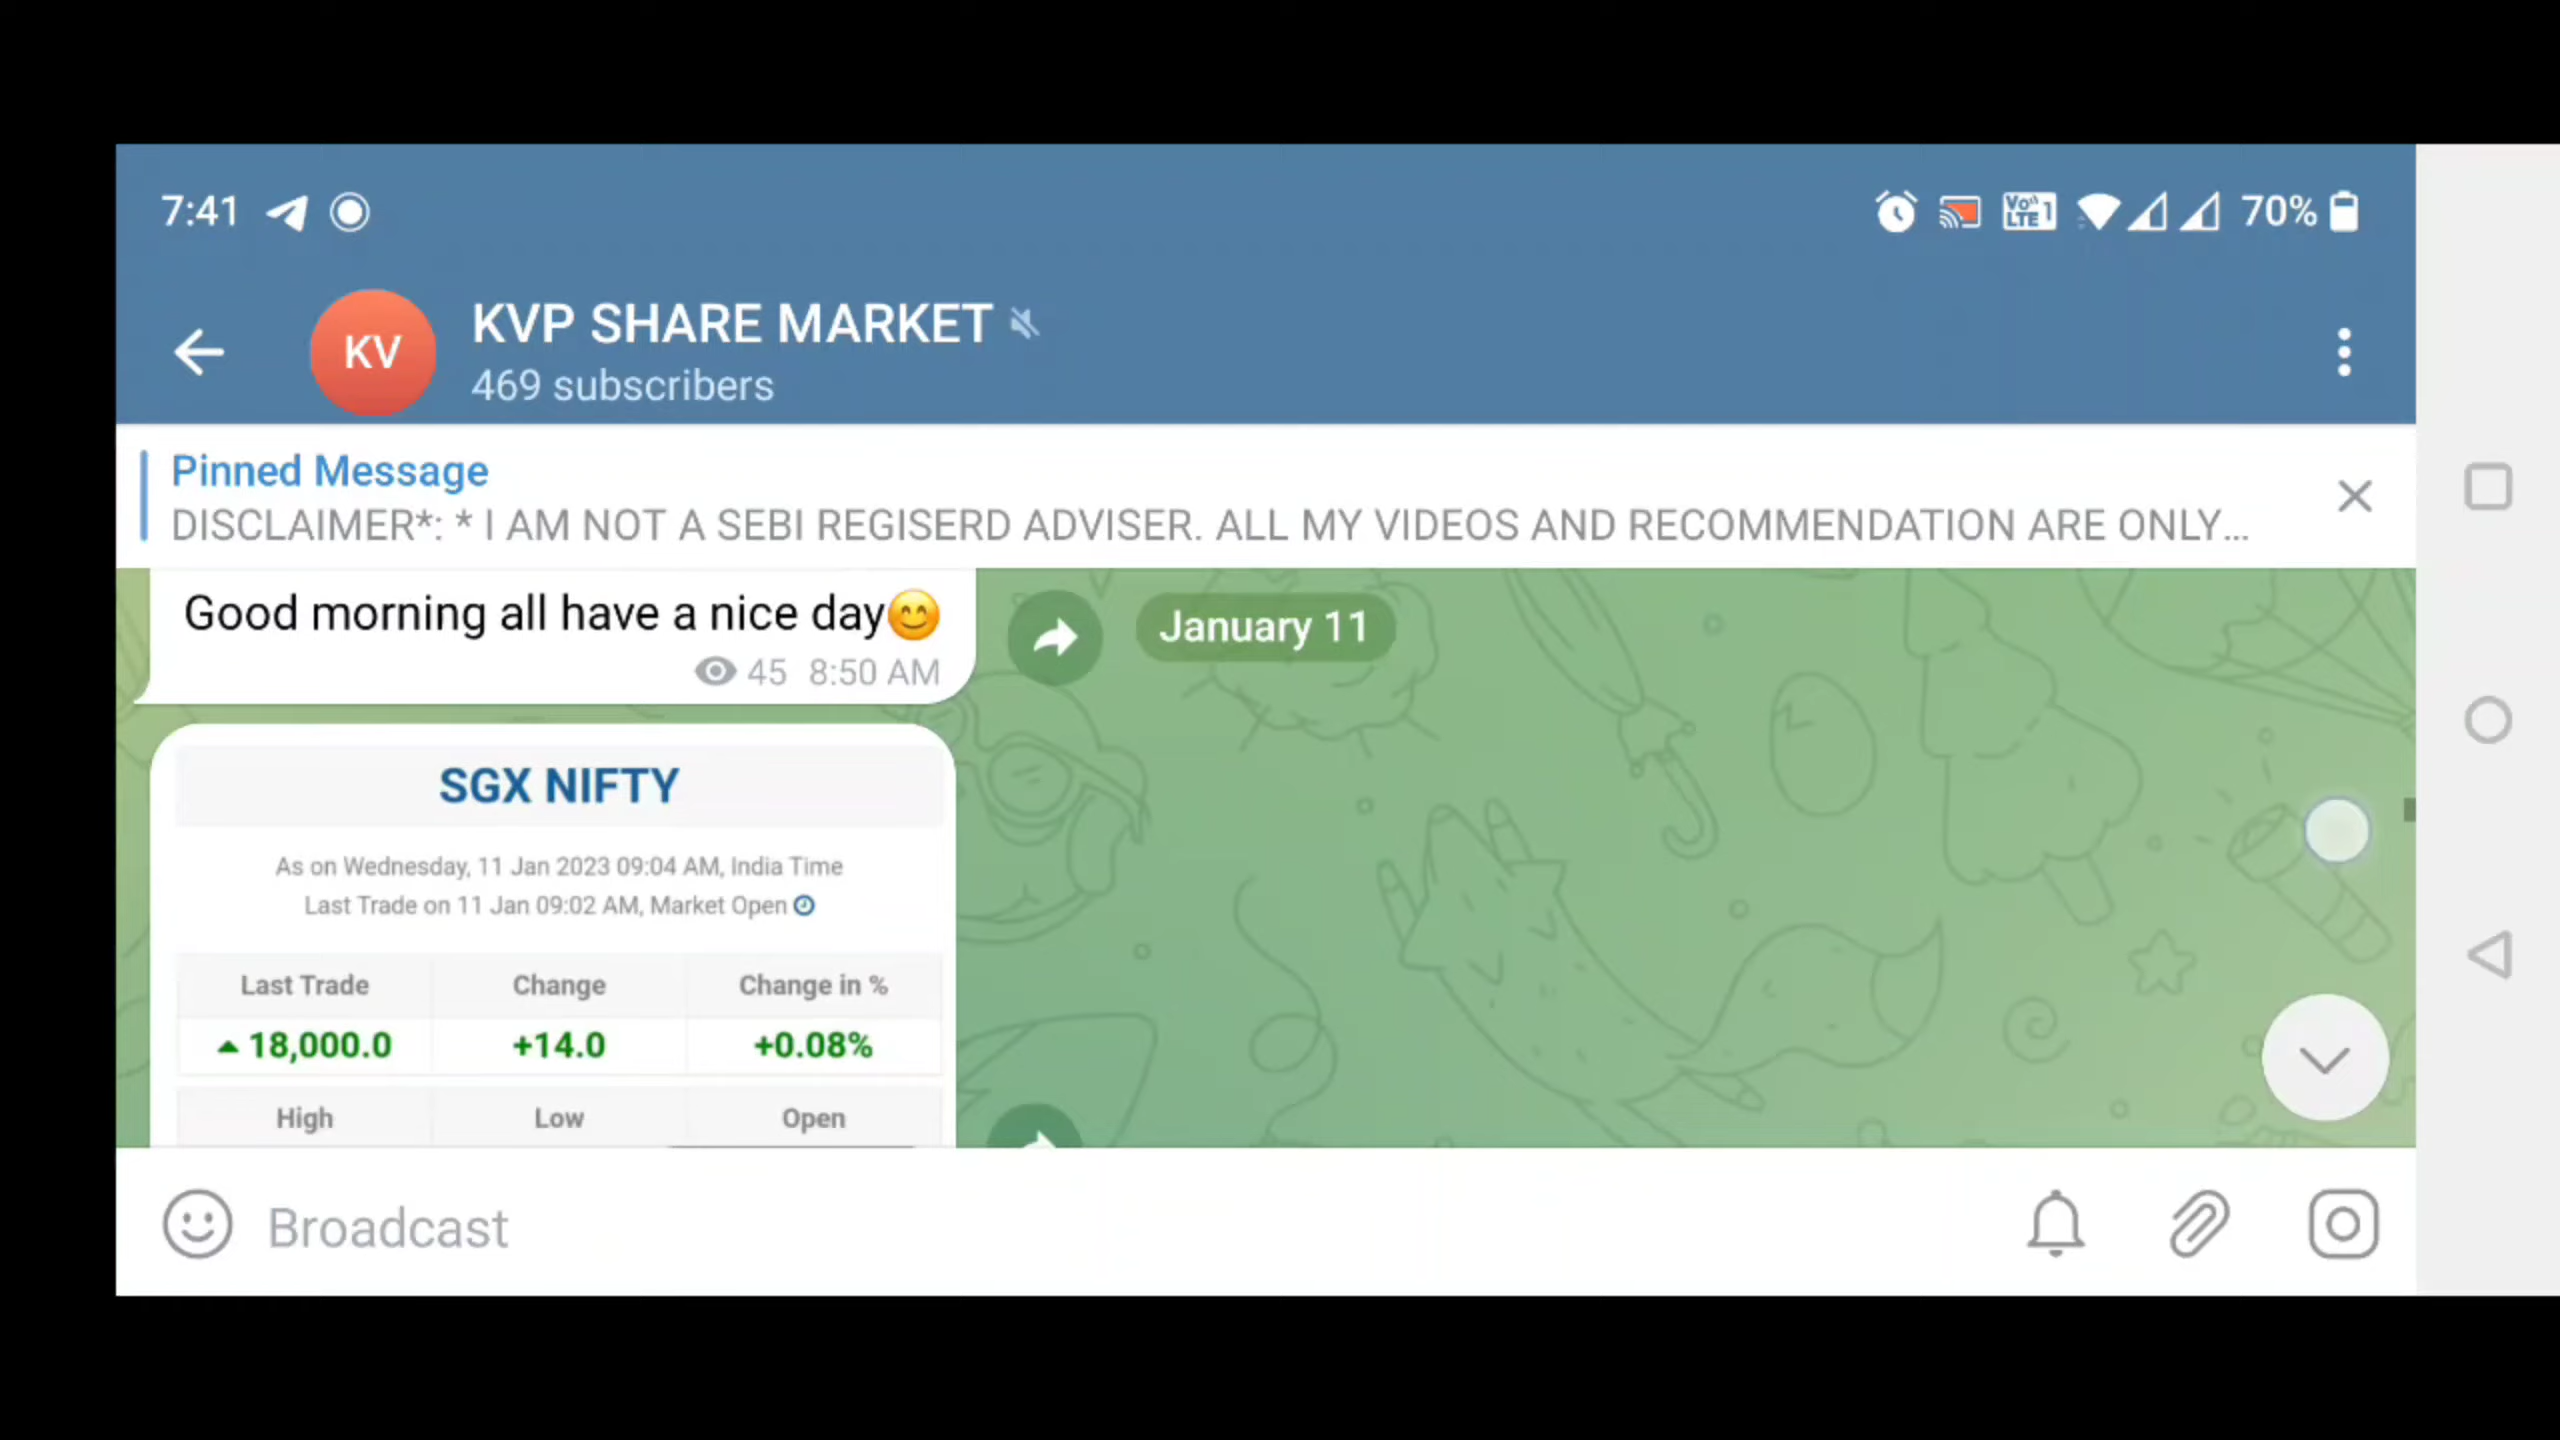 7:41
Vo)) LTE 1
70%
KV
KVP SHARE MARKET
469 subscribers
Pinned Message
DISCLAIMER*: * I AM NOT A SEBI REGISERD ADVISER. ALL MY VIDEOS AND RECOMMENDATION ARE ONLY...
Good morning all have a nice day😊
45 8:50 AM
January 11
SGX NIFTY
As on Wednesday, 11 Jan 2023 09:04 AM, India Time
Last Trade on 11 Jan 09:02 AM, Market Open
Last Trade Change Change in %
▲ 18,000.0 +14.0 +0.08%
High Low Open
Broadcast